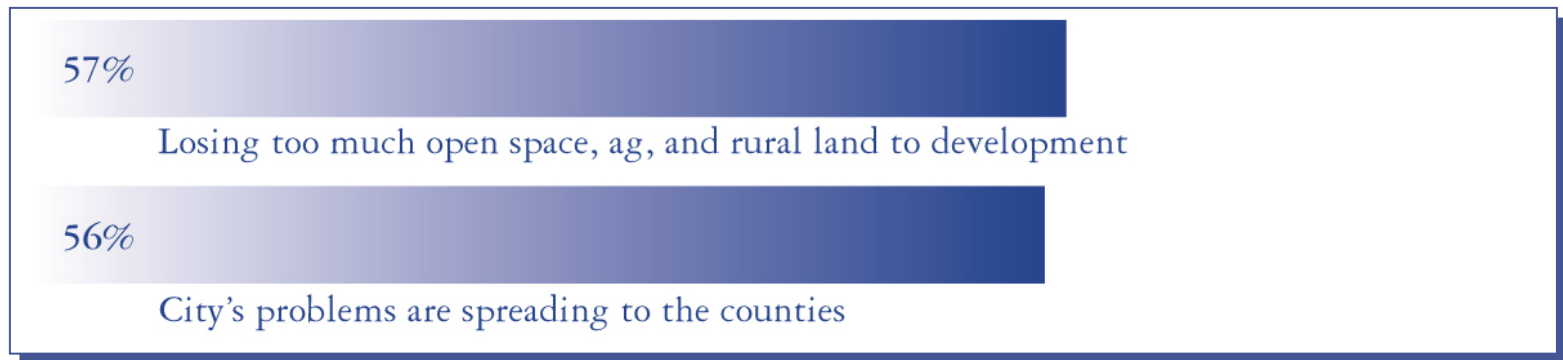 57%
Losing too much open space, ag, and rural land to development
56%
City’s problems are spreading to the counties